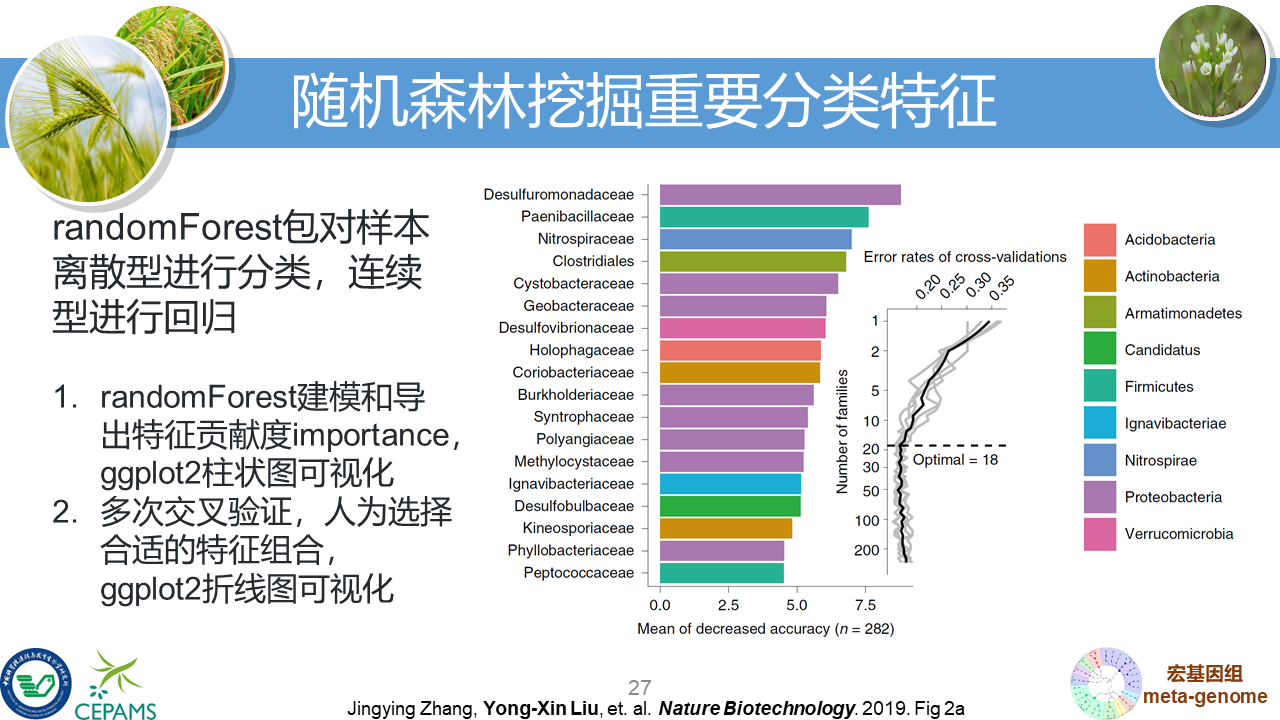 随机森林挖掘重要分类特征
randomForest包对样本
离散型进行分类，连续
型进行回归
1. randomForest建模和导
出特征贡献度importance，
ggplot2柱状图可视化
2. 多次交叉验证，人为选择
合适的特征组合，
ggplot2折线图可视化
Desulfuromonadaceae
Paenibacillaceae
Nitrospiraceae
Clostridiales
Cystobacteraceae
Geobacteraceae
Desulfovibrionaceae
Holophagaceae
Coriobacteriaceae
Burkholderiaceae
Syntrophaceae
Polyangiaceae
Methylocystaceae
Ignavibacteriaceae
Desulfobulbaceae
Kineosporiaceae
Phyllobacteriaceae
Peptococcaceae
0.0 2.5 5.0 7.5
Mean of decreased accuracy (n = 282)
Error rates of cross-validations
0.20 0.25 0.30 0.35
Number of families
1
2
5
10
20
30
50
100
200
Optimal = 18
Acidobacteria
Actinobacteria
Armatimonadetes
Candidatus
Firmicutes
Ignavibacteriae
Nitrospirae
Proteobacteria
Verrucomicrobia
CEPAMS
27
Jingying Zhang, Yong-Xin Liu, et. al. Nature Biotechnology. 2019. Fig 2a
宏基因组
meta-genome